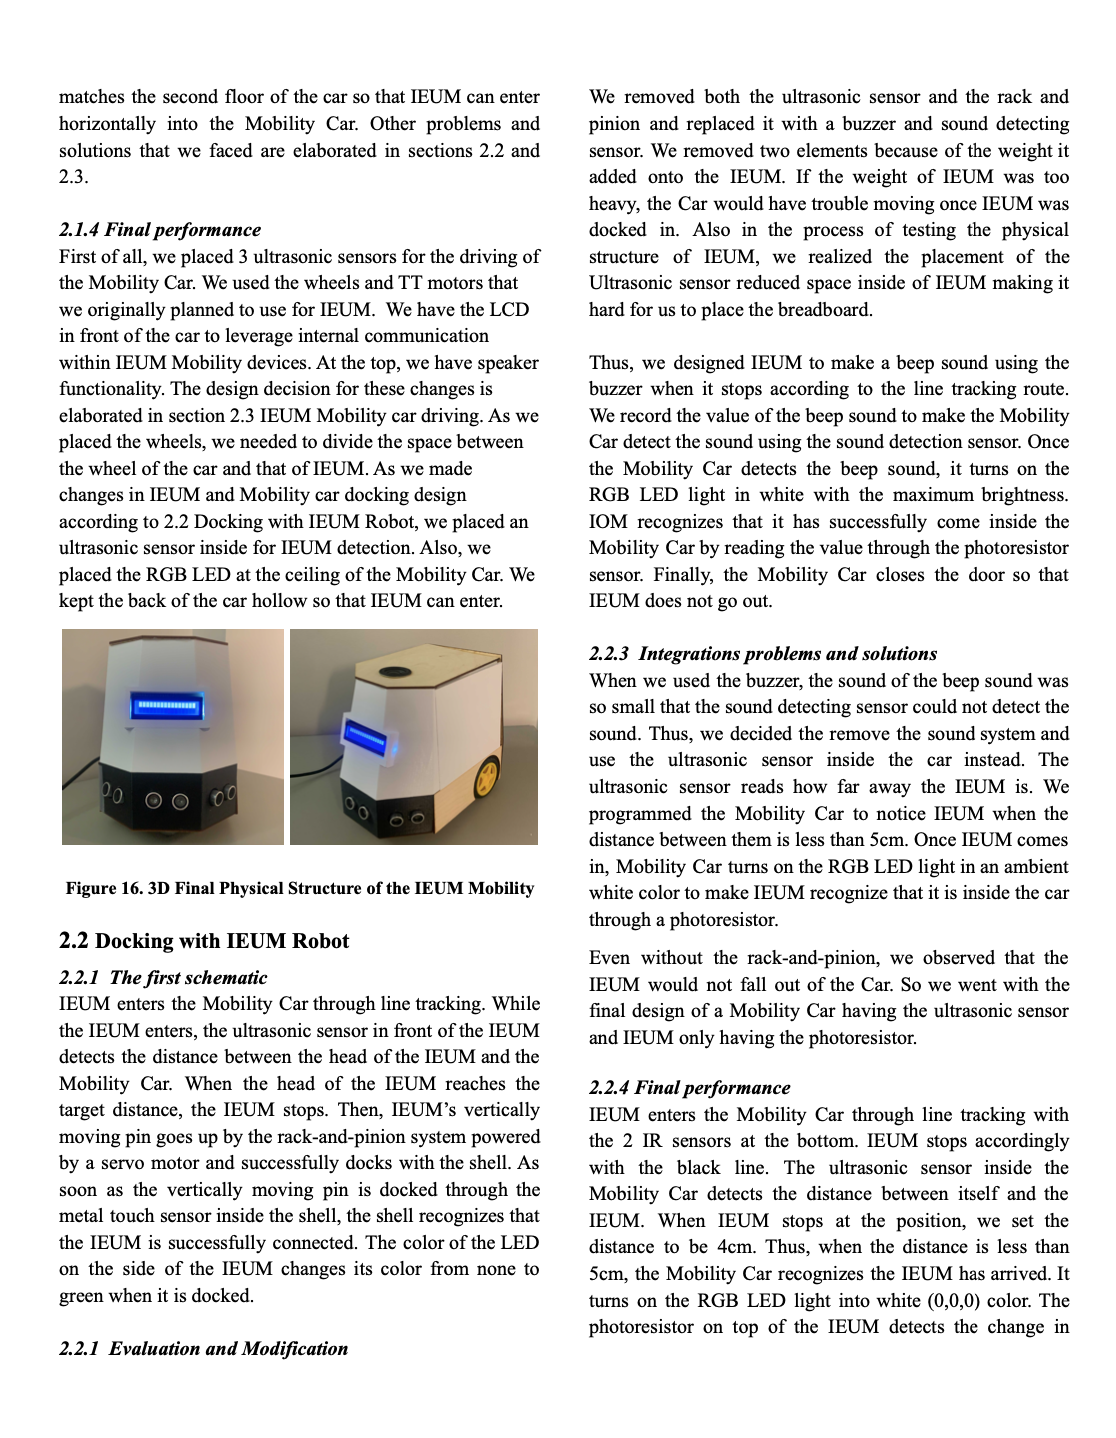 matches the second floor of the car so that IEUM can enter
horizontally into the Mobility Car. Other problems and
solutions that we faced are elaborated in sections 2.2 and
2.3.
2.1.4 Final performance
First of all, we placed 3 ultrasonic sensors for the driving of
the Mobility Car. We used the wheels and TT motors that
we originally planned to use for IEUM. We have the LCD
in front of the car to leverage internal communication
within IEUM Mobility devices. At the top, we have speaker
functionality. The design decision for these changes is
elaborated in section 2.3 IEUM Mobility car driving. As we
placed the wheels, we needed to divide the space between
the wheel of the car and that of IEUM. As we made
changes in IEUM and Mobility car docking design
according to 2.2 Docking with IEUM Robot, we placed an
ultrasonic sensor inside for IEUM detection. Also, we
placed the RGB LED at the ceiling of the Mobility Car. We
kept the back of the car hollow so that IEUM can enter.
Figure 16. 3D Final Physical Structure of the IEUM Mobility
2.2 Docking with IEUM Robot
2.2.1 The first schematic
IEUM enters the Mobility Car through line tracking. While
the IEUM enters, the ultrasonic sensor in front of the IEUM
detects the distance between the head of the IEUM and the
Mobility Car. When the head of the IEUM reaches the
target distance, the IEUM stops. Then, IEUM's vertically
moving pin goes up by the rack-and-pinion system powered
by a servo motor and successfully docks with the shell. As
soon as the vertically moving pin is docked through the
metal touch sensor inside the shell, the shell recognizes that
the IEUM is successfully connected. The color of the LED
on the side of the IEUM changes its color from none to
green when it is docked.
2.2.1 Evaluation and Modification
We removed both the ultrasonic sensor and the rack and
pinion and replaced it with a buzzer and sound detecting
sensor. We removed two elements because of the weight it
added onto the IEUM. If the weight of IEUM was too
heavy, the Car would have trouble moving once IEUM was
docked in. Also in the process of testing the physical
structure of IEUM, we realized the placement of the
Ultrasonic sensor reduced space inside of IEUM making it
hard for us to place the breadboard.
Thus, we designed IEUM to make a beep sound using the
buzzer when it stops according to the line tracking route.
We record the value of the beep sound to make the Mobility
Car detect the sound using the sound detection sensor. Once
the Mobility Car detects the beep sound, it turns on the
RGB LED light in white with the maximum brightness.
IOM recognizes that it has successfully come inside the
Mobility Car by reading the value through the photoresistor
sensor. Finally, the Mobility Car closes the door so that
IEUM does not go out.
2.2.3 Integrations problems and solutions
When we used the buzzer, the sound of the beep sound was
so small that the sound detecting sensor could not detect the
sound. Thus, we decided the remove the sound system and
use the ultrasonic sensor inside the car instead. The
ultrasonic sensor reads how far away the IEUM is. We
programmed the Mobility Car to notice IEUM when the
distance between them is less than 5cm. Once IEUM comes
in, Mobility Car turns on the RGB LED light in an ambient
white color to make IEUM recognize that it is inside the car
through a photoresistor.
Even without the rack-and-pinion, we observed that the
IEUM would not fall out of the Car. So we went with the
final design of a Mobility Car having the ultrasonic sensor
and IEUM only having the photoresistor.
2.2.4 Final performance
IEUM enters the Mobility Car through line tracking with
the 2 IR sensors at the bottom. IEUM stops accordingly
with the black line. The ultrasonic sensor inside the
Mobility Car detects the distance between itself and the
IEUM. When IEUM stops at the position, we set the
distance to be 4cm. Thus, when the distance is less than
5cm, the Mobility Car recognizes the IEUM has arrived. It
turns on the RGB LED light into white (0,0,0) color. The
photoresistor on top of the IEUM detects the change in